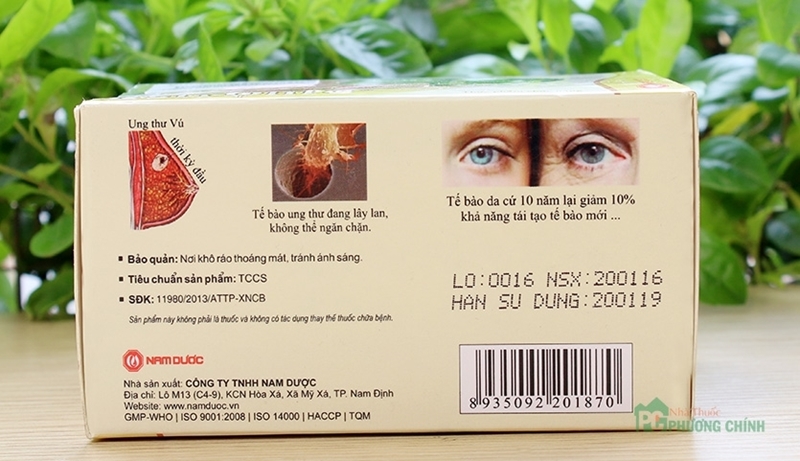 Ung thư Vú
thời kỳ đầu
Tế bào ung thư đang lây lan,
không thể ngăn chặn.
Tế bào da cứ 10 năm lại giảm 10%
khả năng tái tạo tế bào mới ...
• Bảo quản: Nơi khô ráo thoáng mát, tránh ánh sáng.
• Tiêu chuẩn sản phẩm: TCCS
• SĐK: 11980/2013/ATTP-XNCB
Sản phẩm này không phải là thuốc và không có tác dụng thay thế thuốc chữa bệnh.
LO:0016 NSX:200116
HAN SU DUNG:200119
NAM DƯỢC
Nhà sản xuất: CÔNG TY TNHH NAM DƯỢC
Địa chỉ: Lô M13 (C4-9), KCN Hòa Xá, Xã Mỹ Xá, TP. Nam Định
Website: www.namduoc.vn
GMP-WHO | ISO 9001:2008 | ISO 14000 | HACCP | TQM
8 935092 201870
PC Nhà Thuốc
PHƯƠNG CHÍNH